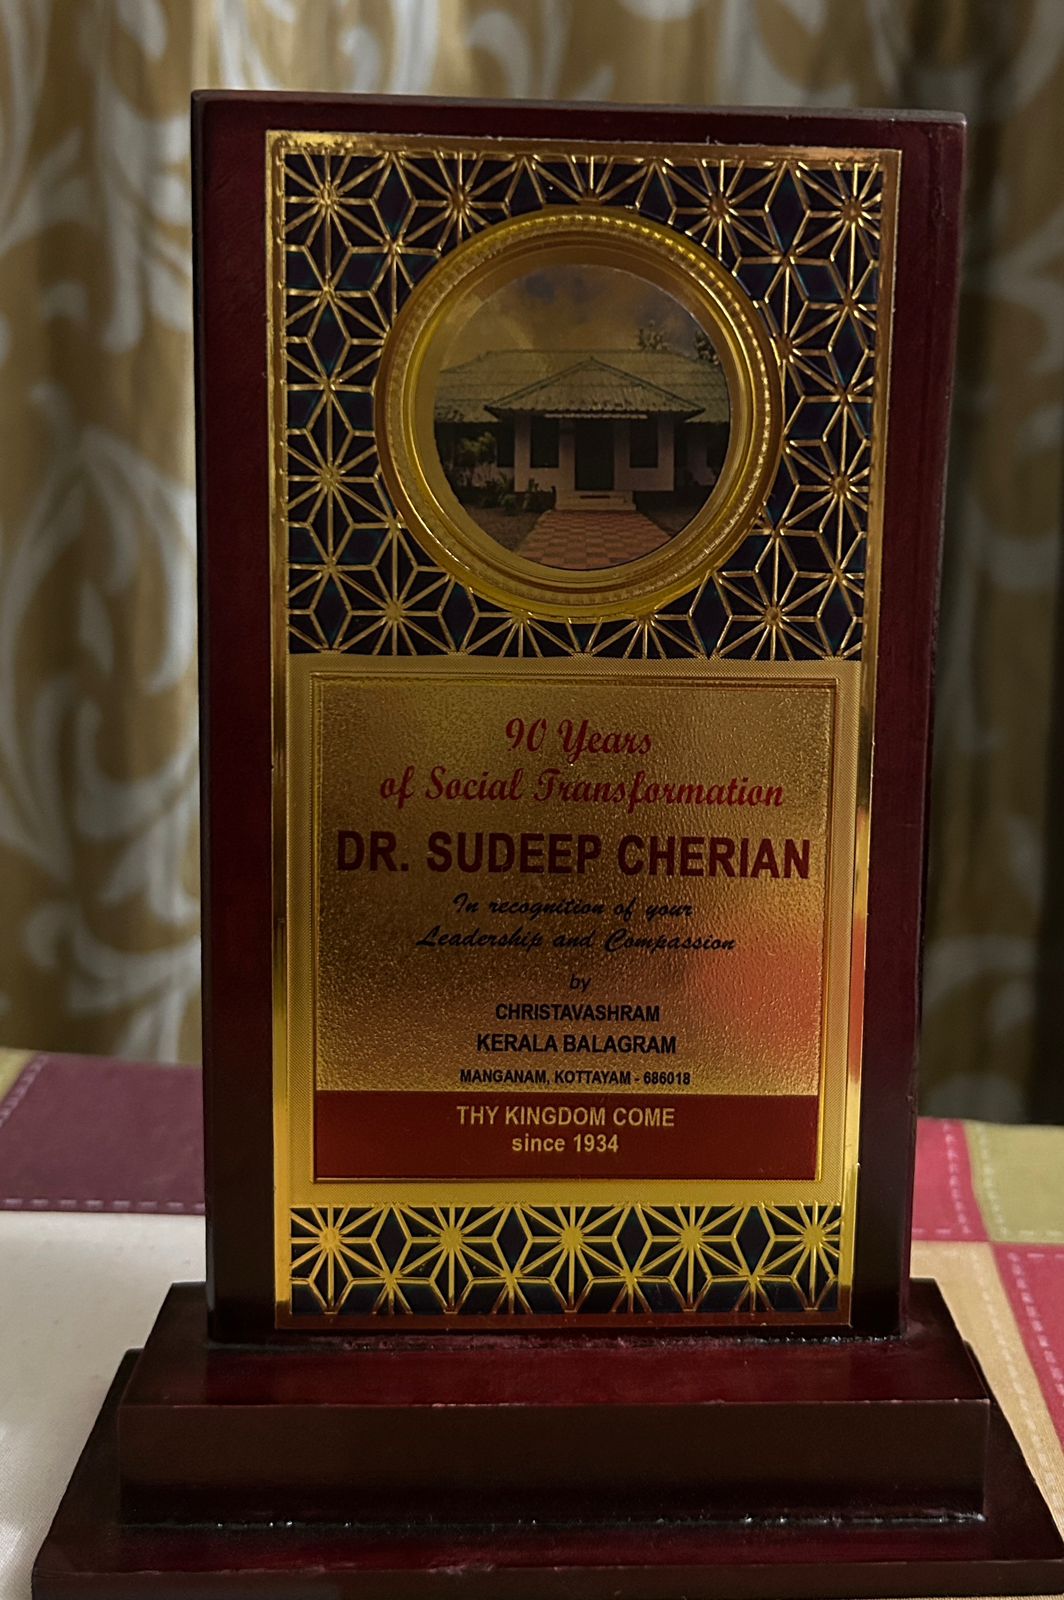 90 Years
of Social Transformation
DR. SUDEEP CHERIAN
In recognition of your
Leadership and Compassion
by
CHRISTAVASHRAM
KERALA BALAGRAM
MANGANAM, KOTTAYAM - 686018
THY KINGDOM COME
since 1934